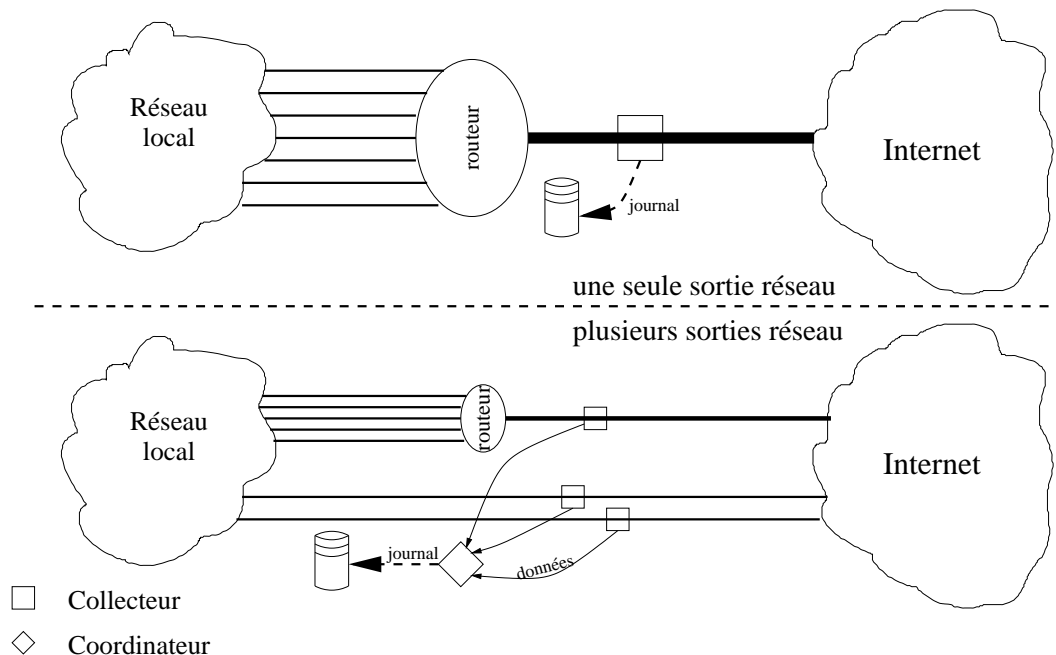 Réseau
local
routeur
Internet
journal
une seule sortie réseau
plusieurs sorties réseau
Réseau
local
routeur
Internet
journal
données
Collecteur
Coordinateur